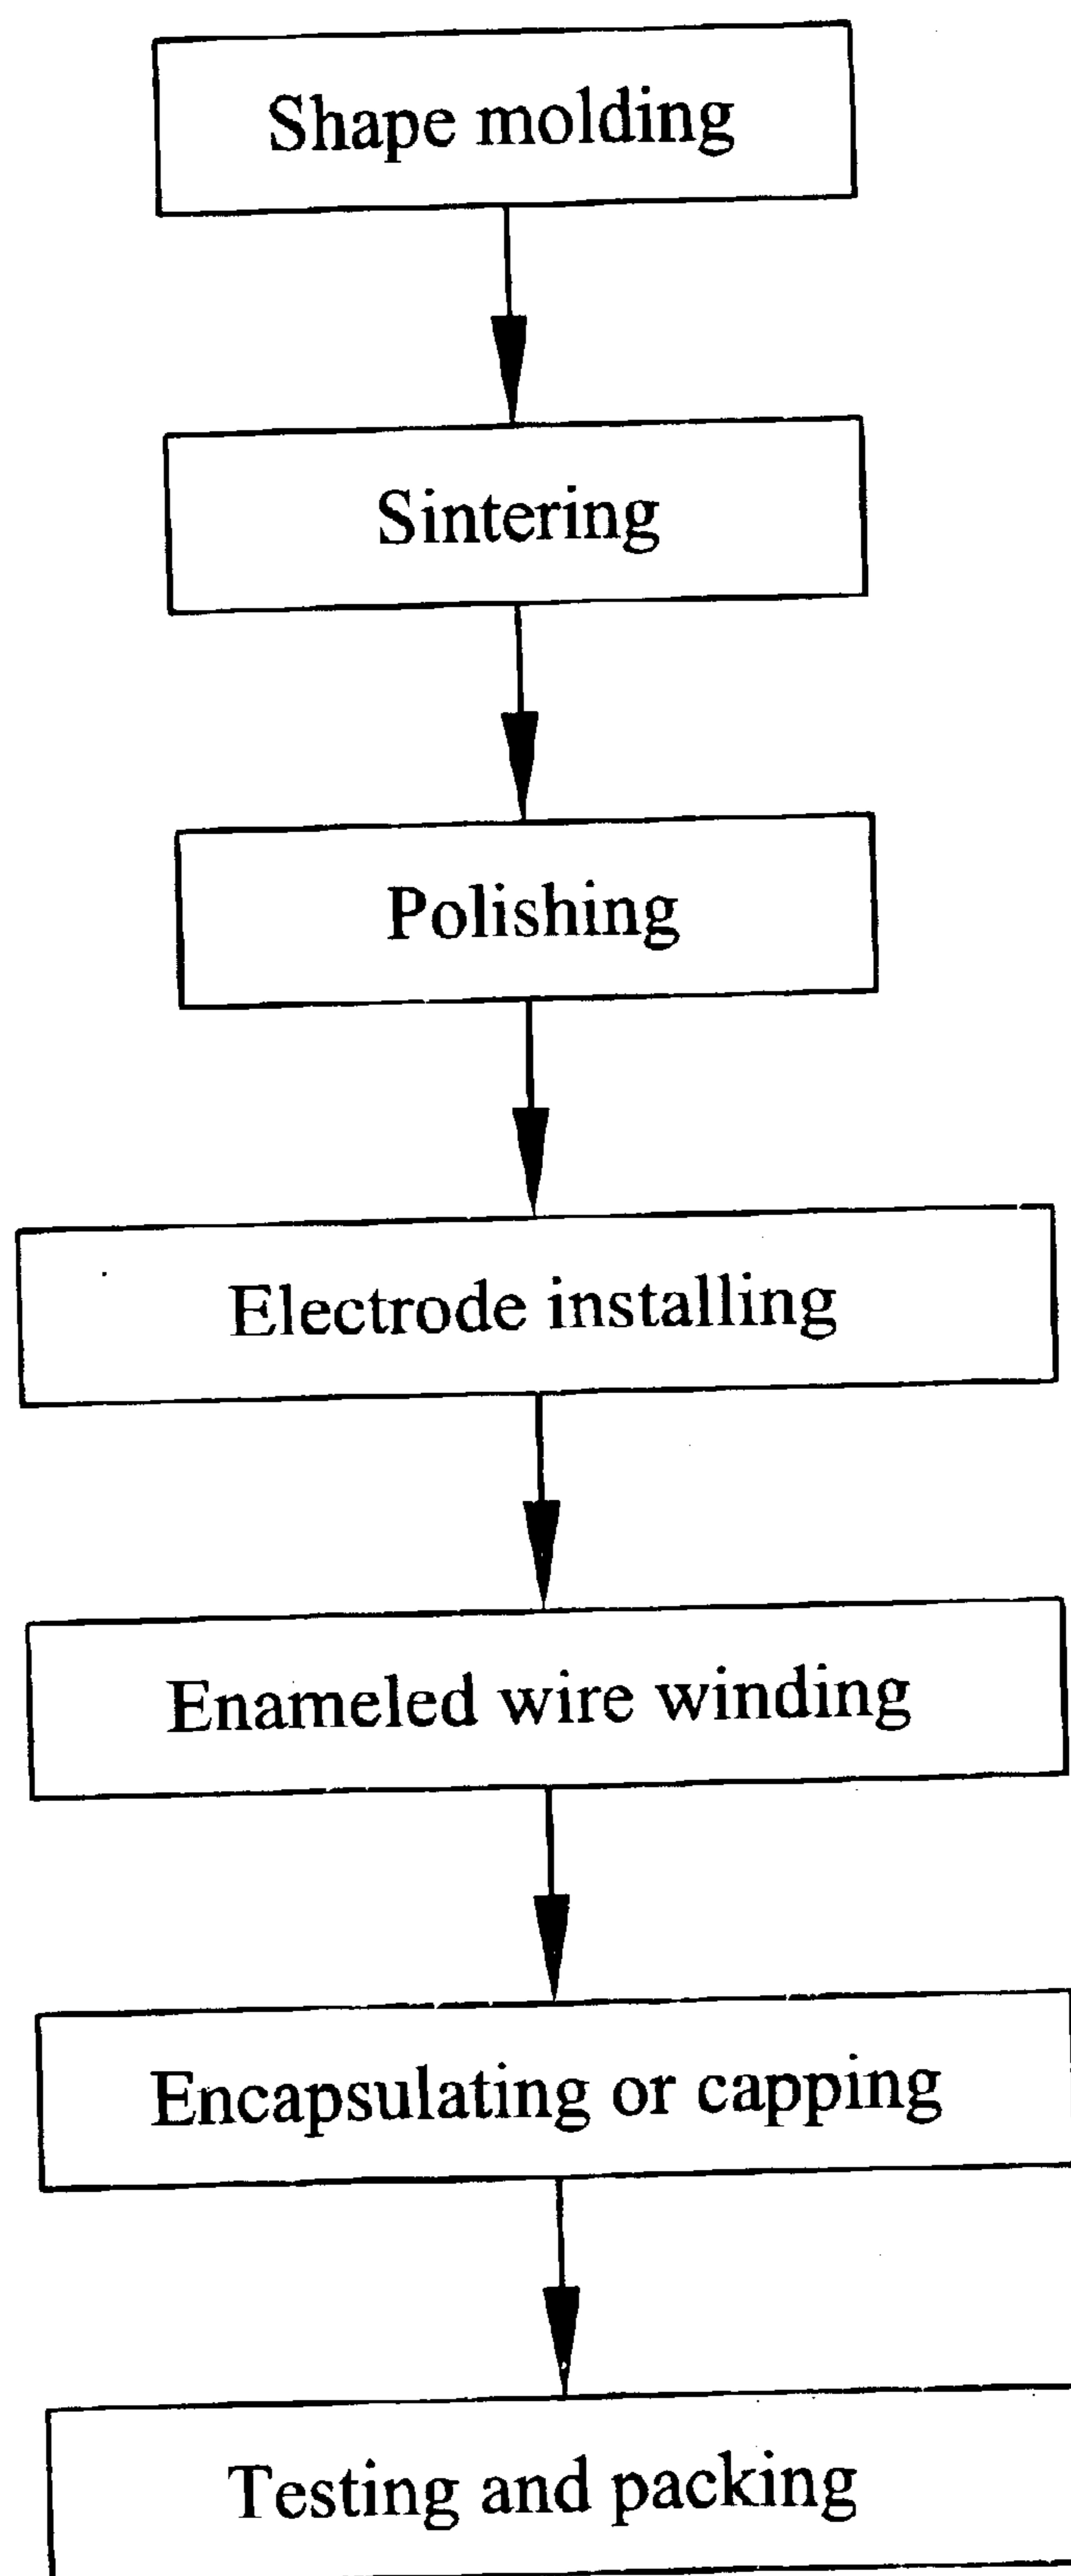 Shape molding
Sintering
Polishing
Electrode installing
Enameled wire winding
Encapsulating or capping
Testing and packing